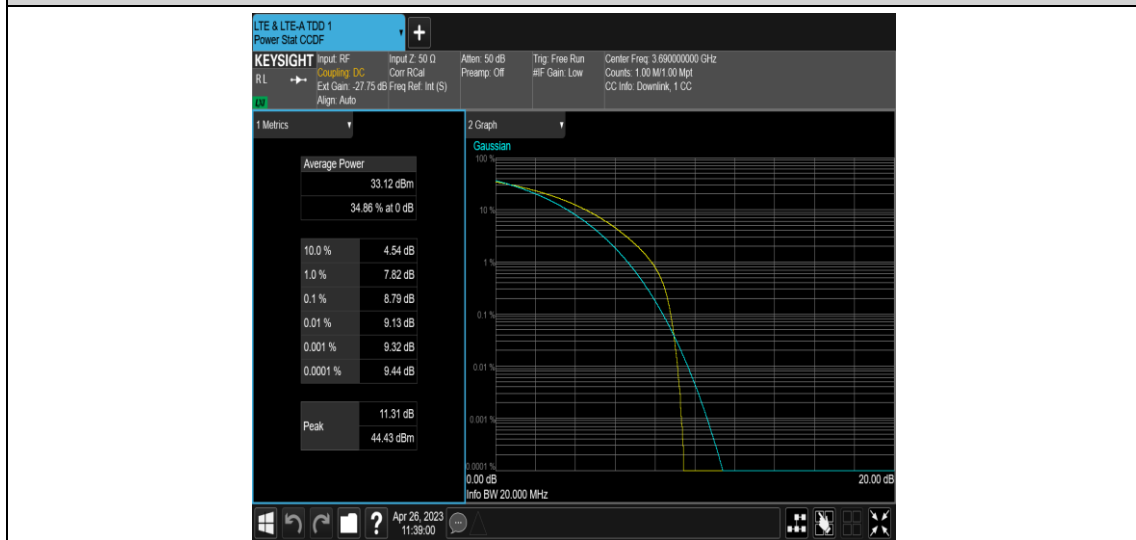 LTE & LTE-A TDD 1
Power Stat CCDF
KEYSIGHT
RL
LXI
Input: RF
Coupling: DC
Ext Gain: -27.75 dB
Align: Auto
Input Z: 50 Ω
Corr RCal
Freq Ref: Int (S)
Atten: 50 dB
Preamp: Off
Trig: Free Run
#IF Gain: Low
Center Freq: 3.690000000 GHz
Counts: 1.00 M/1.00 Mpt
CC Info: Downlink, 1 CC
1 Metrics
Average Power
33.12 dBm
34.86 % at 0 dB
10.0 % 4.54 dB
1.0 % 7.82 dB
0.1 % 8.79 dB
0.01 % 9.13 dB
0.001 % 9.32 dB
0.0001 % 9.44 dB
Peak
11.31 dB
44.43 dBm
2 Graph
Gaussian
100 %
10 %
1 %
0.1 %
0.01 %
0.001 %
0.0001 %
0.00 dB 20.00 dB
Info BW 20.000 MHz
?
Apr 26, 2023
11:39:00